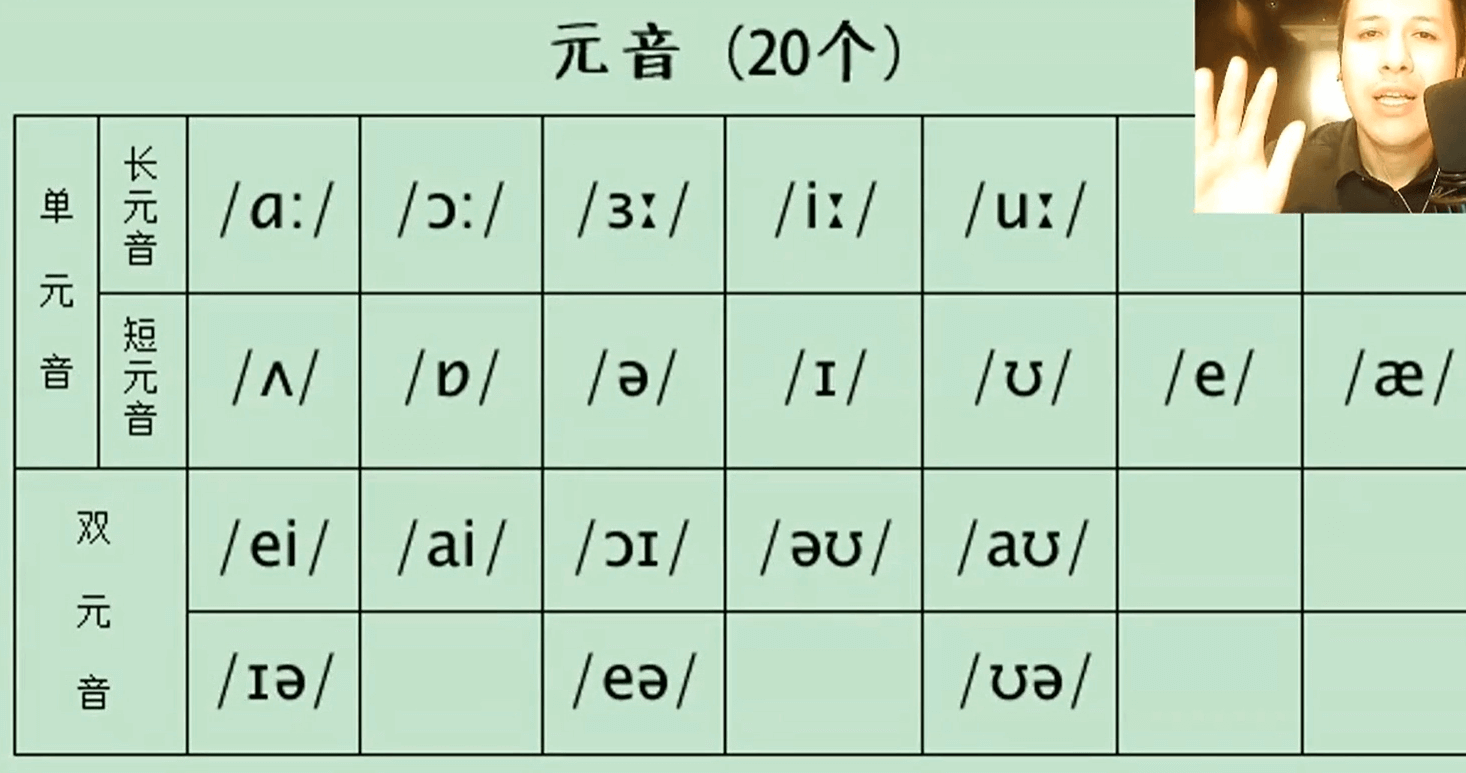 元音（20个）
单元音 长元音 /ɑː/ /ɔː/ /ɜː/ /iː/ /uː/
短元音 /ʌ/ /ɒ/ /ə/ /ɪ/ /ʊ/ /e/ /æ/
双元音 /ei/ /ai/ /ɔɪ/ /əʊ/ /aʊ/
/ɪə/ /eə/ /ʊə/